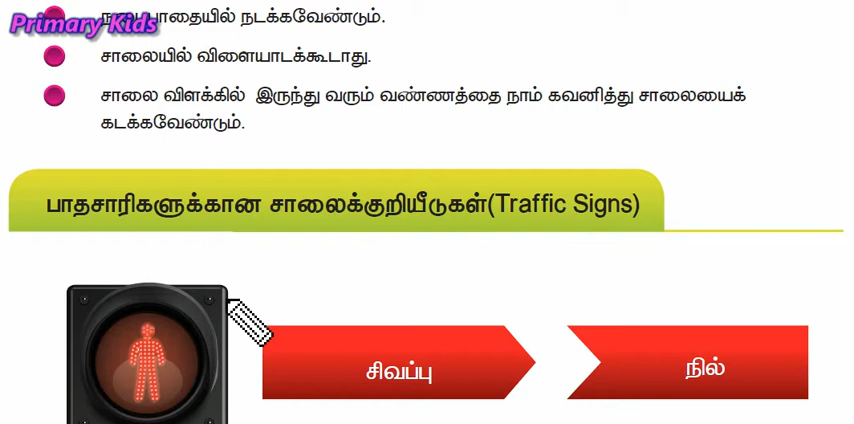 Primary Kids
நடைபாதையில் நடக்கவேண்டும்.
சாலையில் விளையாடக்கூடாது.
சாலை விளக்கில் இருந்து வரும் வண்ணத்தை நாம் கவனித்து சாலையைக்
கடக்கவேண்டும்.
பாதசாரிகளுக்கான சாலைக்குறியீடுகள்(Traffic Signs)
சிவப்பு
நில்